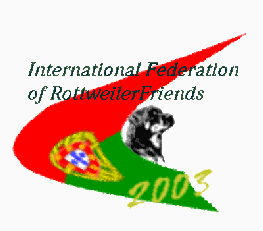 International Federation
of RottweilerFriends
2003